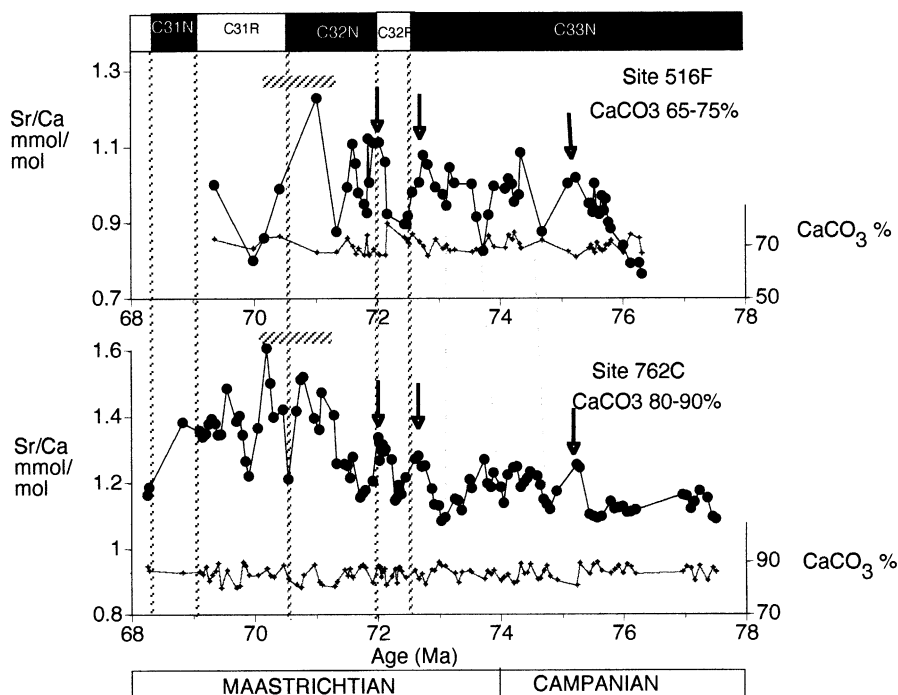 C31N C31R C32N C32R C33N
1.3
Site 516F
Sr/Ca
mmol/
mol
CaCO3 65-75%
1.1
0.9
70
CaCO3 %
0.7
50
68 70 72 74 76 78
1.6
Site 762C
CaCO3 80-90%
1.4
Sr/Ca
mmol/
mol
1.2
1
90
CaCO3 %
0.8
70
68 70 72 74 76 78
Age (Ma)
MAASTRICHTIAN CAMPANIAN